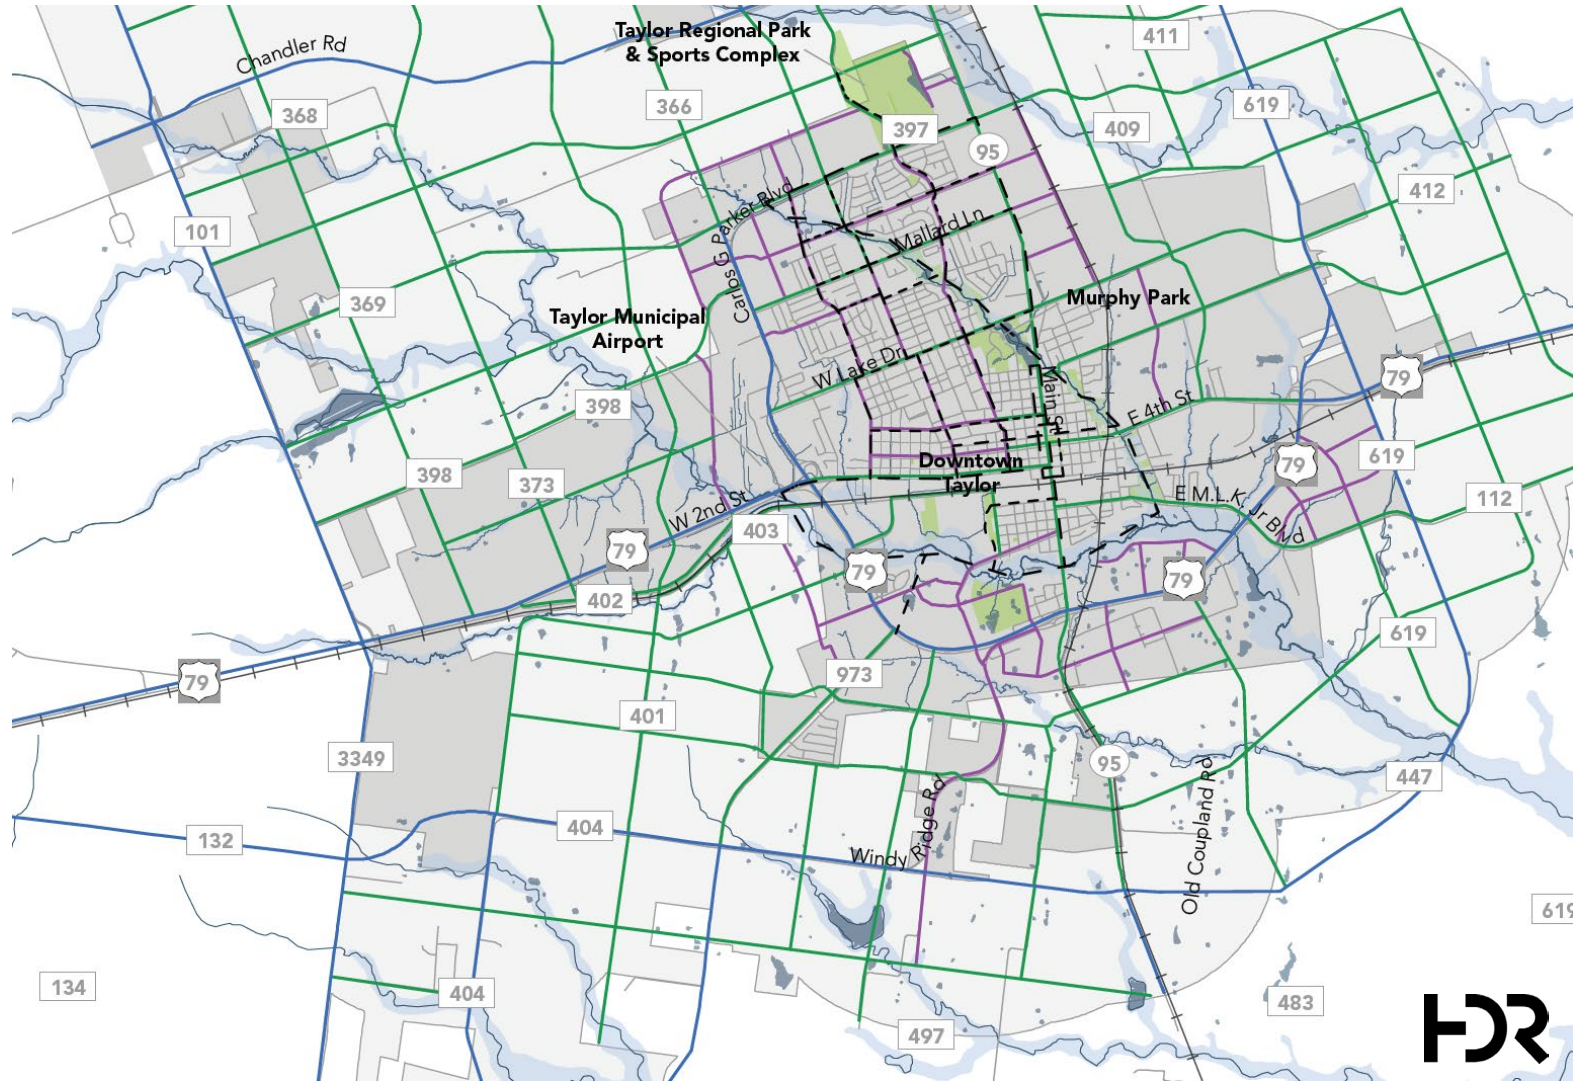 Taylor Regional Park
& Sports Complex
411
Chandler Rd
368
366
619
397
409
95
412
101
Carlos G Parker Blvd
Mallard Ln
369
Murphy Park
Taylor Municipal
Airport
W Lake Dr
79
Main St
398
E 4th St
Downtown
Taylor
398
373
79
619
W 2nd St
E M.L.K. Jr Blvd
112
403
79
79
79
402
619
79
973
401
3349
95
447
Old Coupland Rd
132
404
Windy Ridge Rd
619
134
404
483
497
HDR